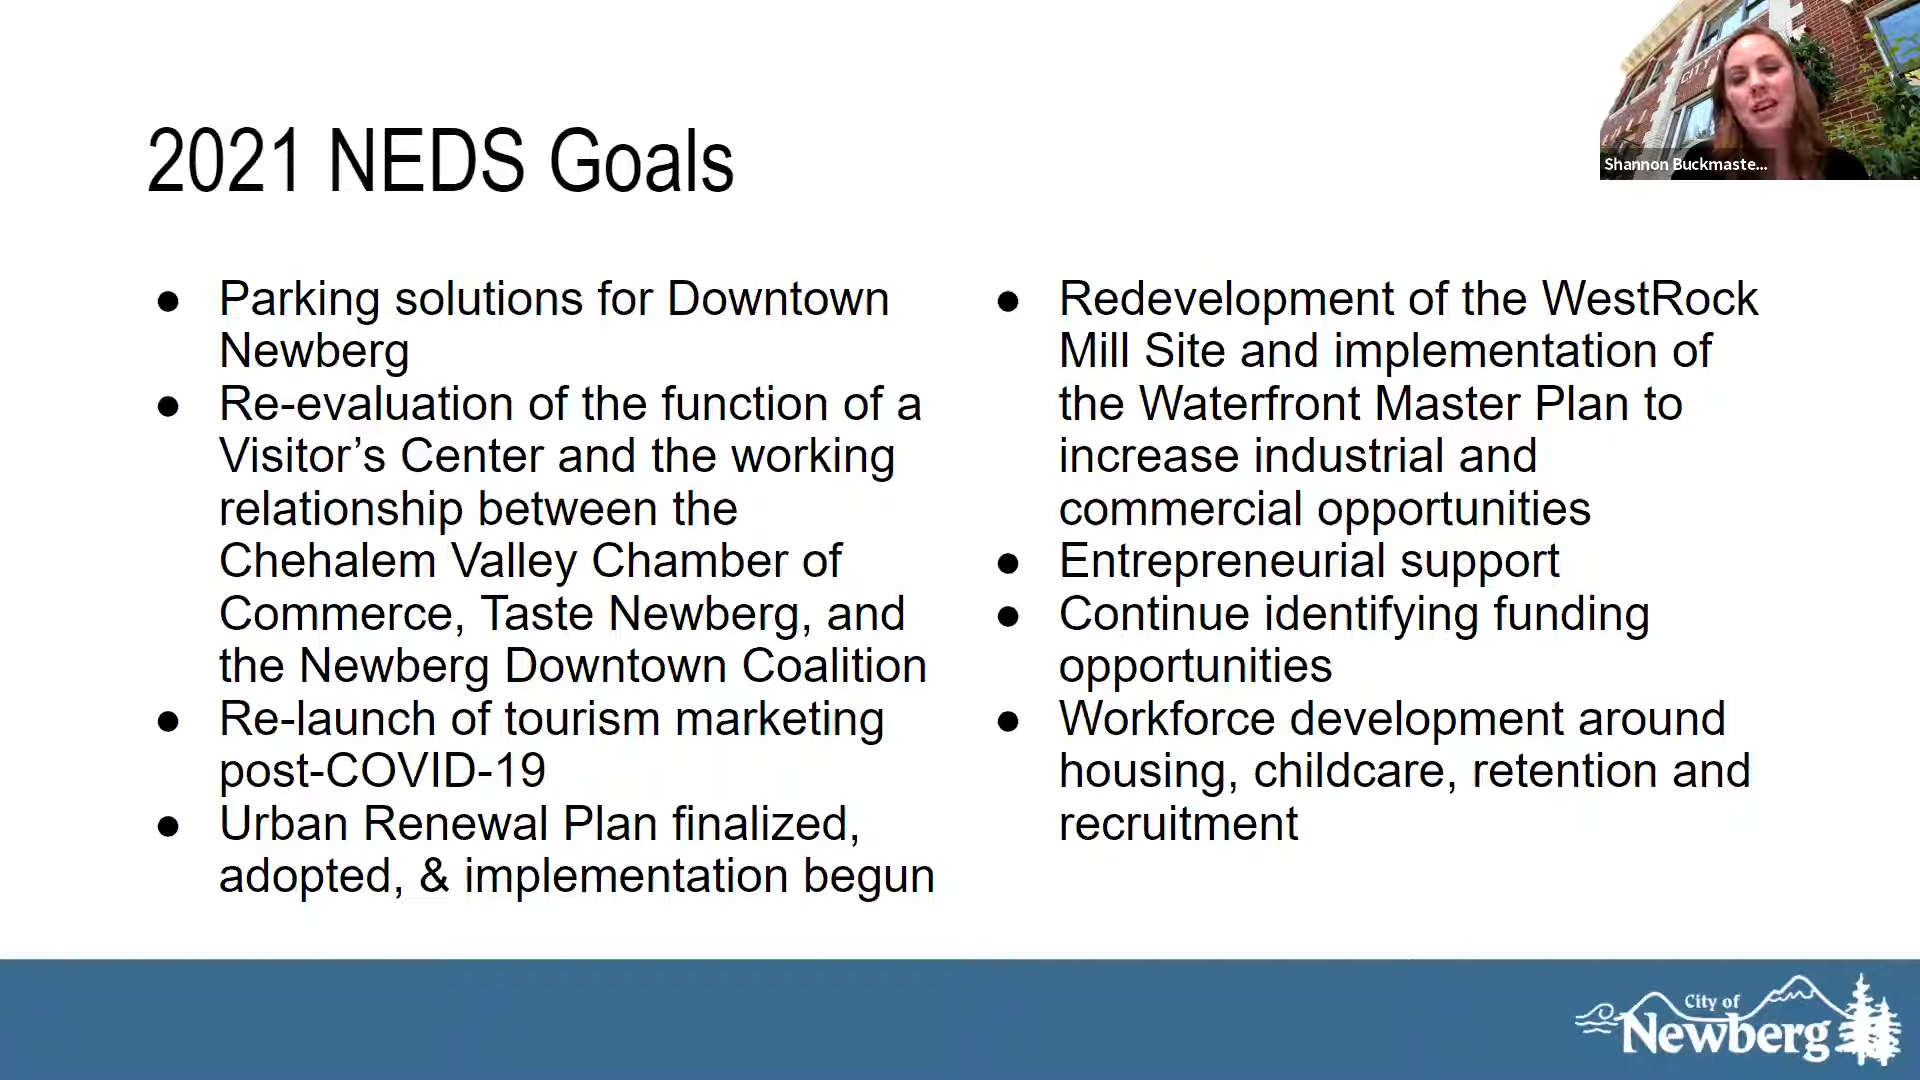 2021 NEDS Goals
● Parking solutions for Downtown
Newberg
● Re-evaluation of the function of a
Visitor’s Center and the working
relationship between the
Chehalem Valley Chamber of
Commerce, Taste Newberg, and
the Newberg Downtown Coalition
● Re-launch of tourism marketing
post-COVID-19
● Urban Renewal Plan finalized,
adopted, & implementation begun
● Redevelopment of the WestRock
Mill Site and implementation of
the Waterfront Master Plan to
increase industrial and
commercial opportunities
● Entrepreneurial support
● Continue identifying funding
opportunities
● Workforce development around
housing, childcare, retention and
recruitment
CITY
Shannon Buckmaste...
City of
Newberg